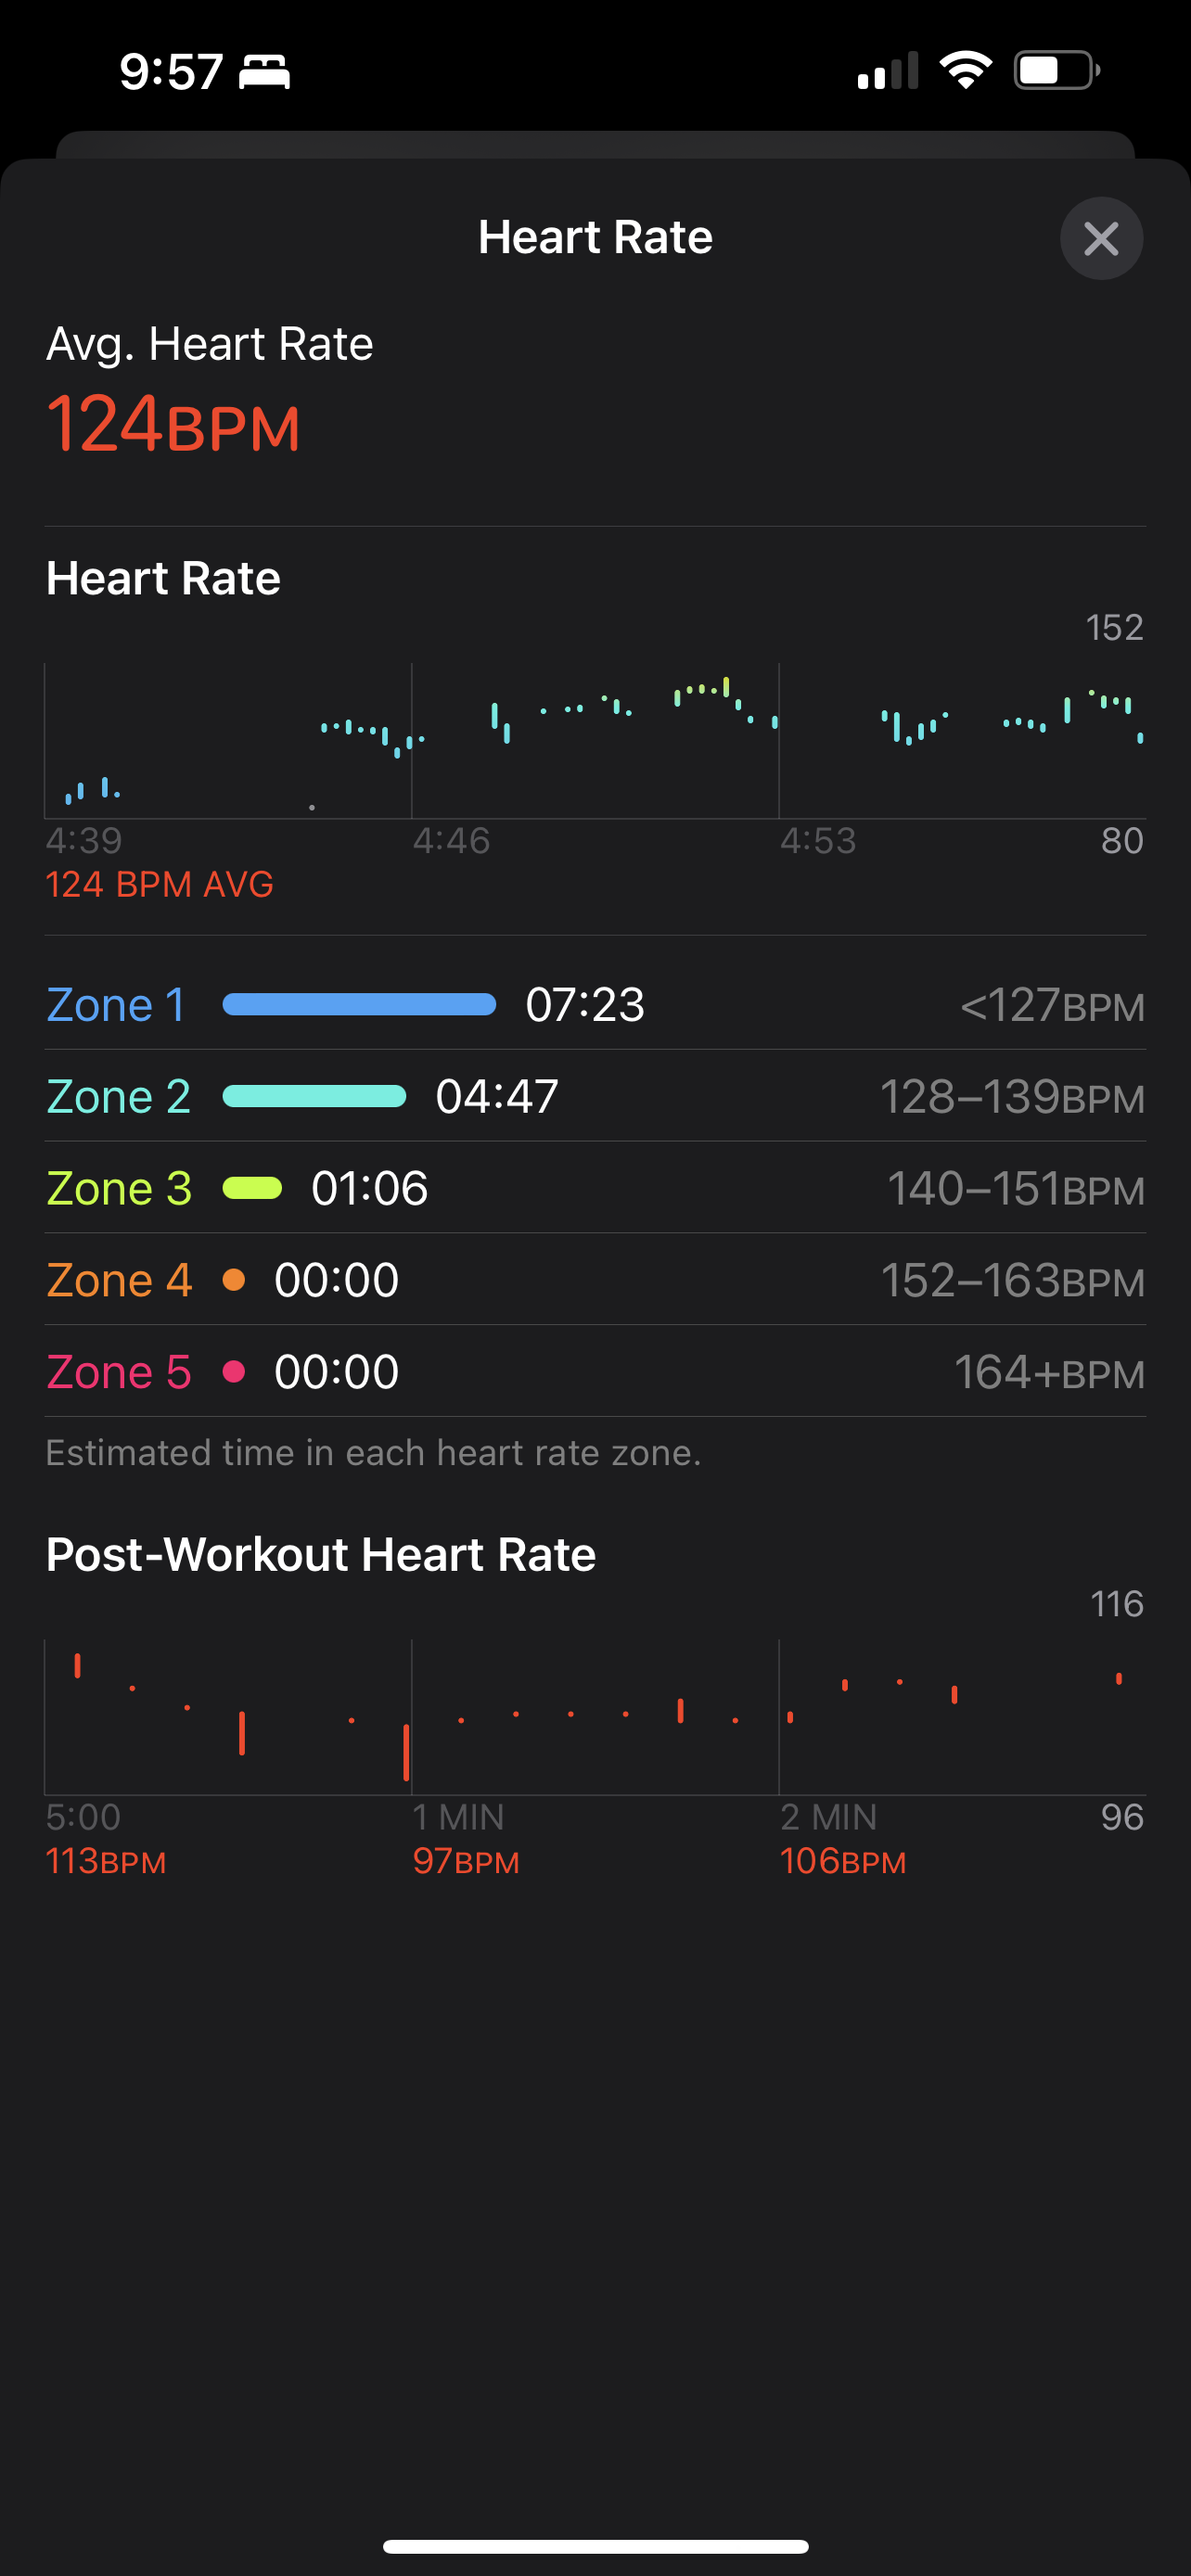 9:57
Heart Rate
Avg. Heart Rate
124BPM
Heart Rate
152
4:39 4:46 4:53 80
124 BPM AVG
Zone 1 07:23 <127BPM
Zone 2 04:47 128–139BPM
Zone 3 01:06 140–151BPM
Zone 4 00:00 152–163BPM
Zone 5 00:00 164+BPM
Estimated time in each heart rate zone.
Post-Workout Heart Rate
116
5:00 1 MIN 2 MIN 96
113BPM 97BPM 106BPM